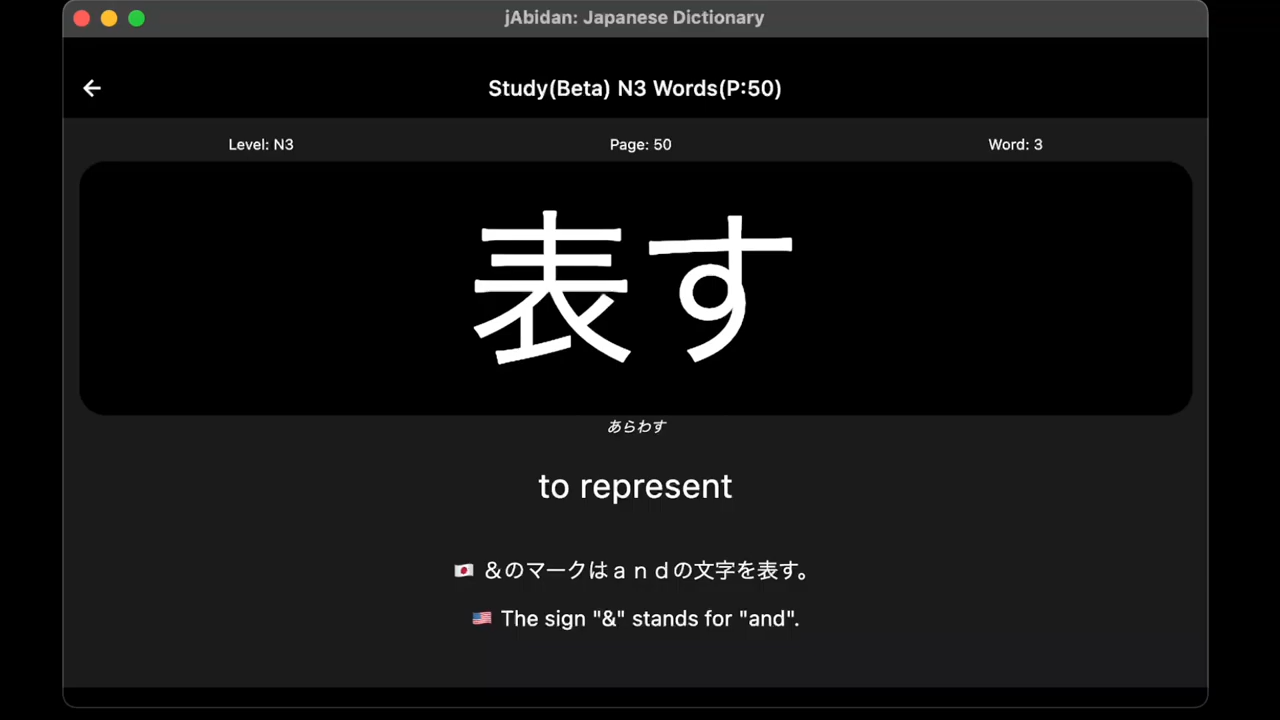 jAbidan: Japanese Dictionary
Study(Beta) N3 Words(P:50)
Level: N3 Page: 50 Word: 3
表す
あらわす
to represent
＆のマークはａｎｄの文字を表す。
The sign "&" stands for "and".